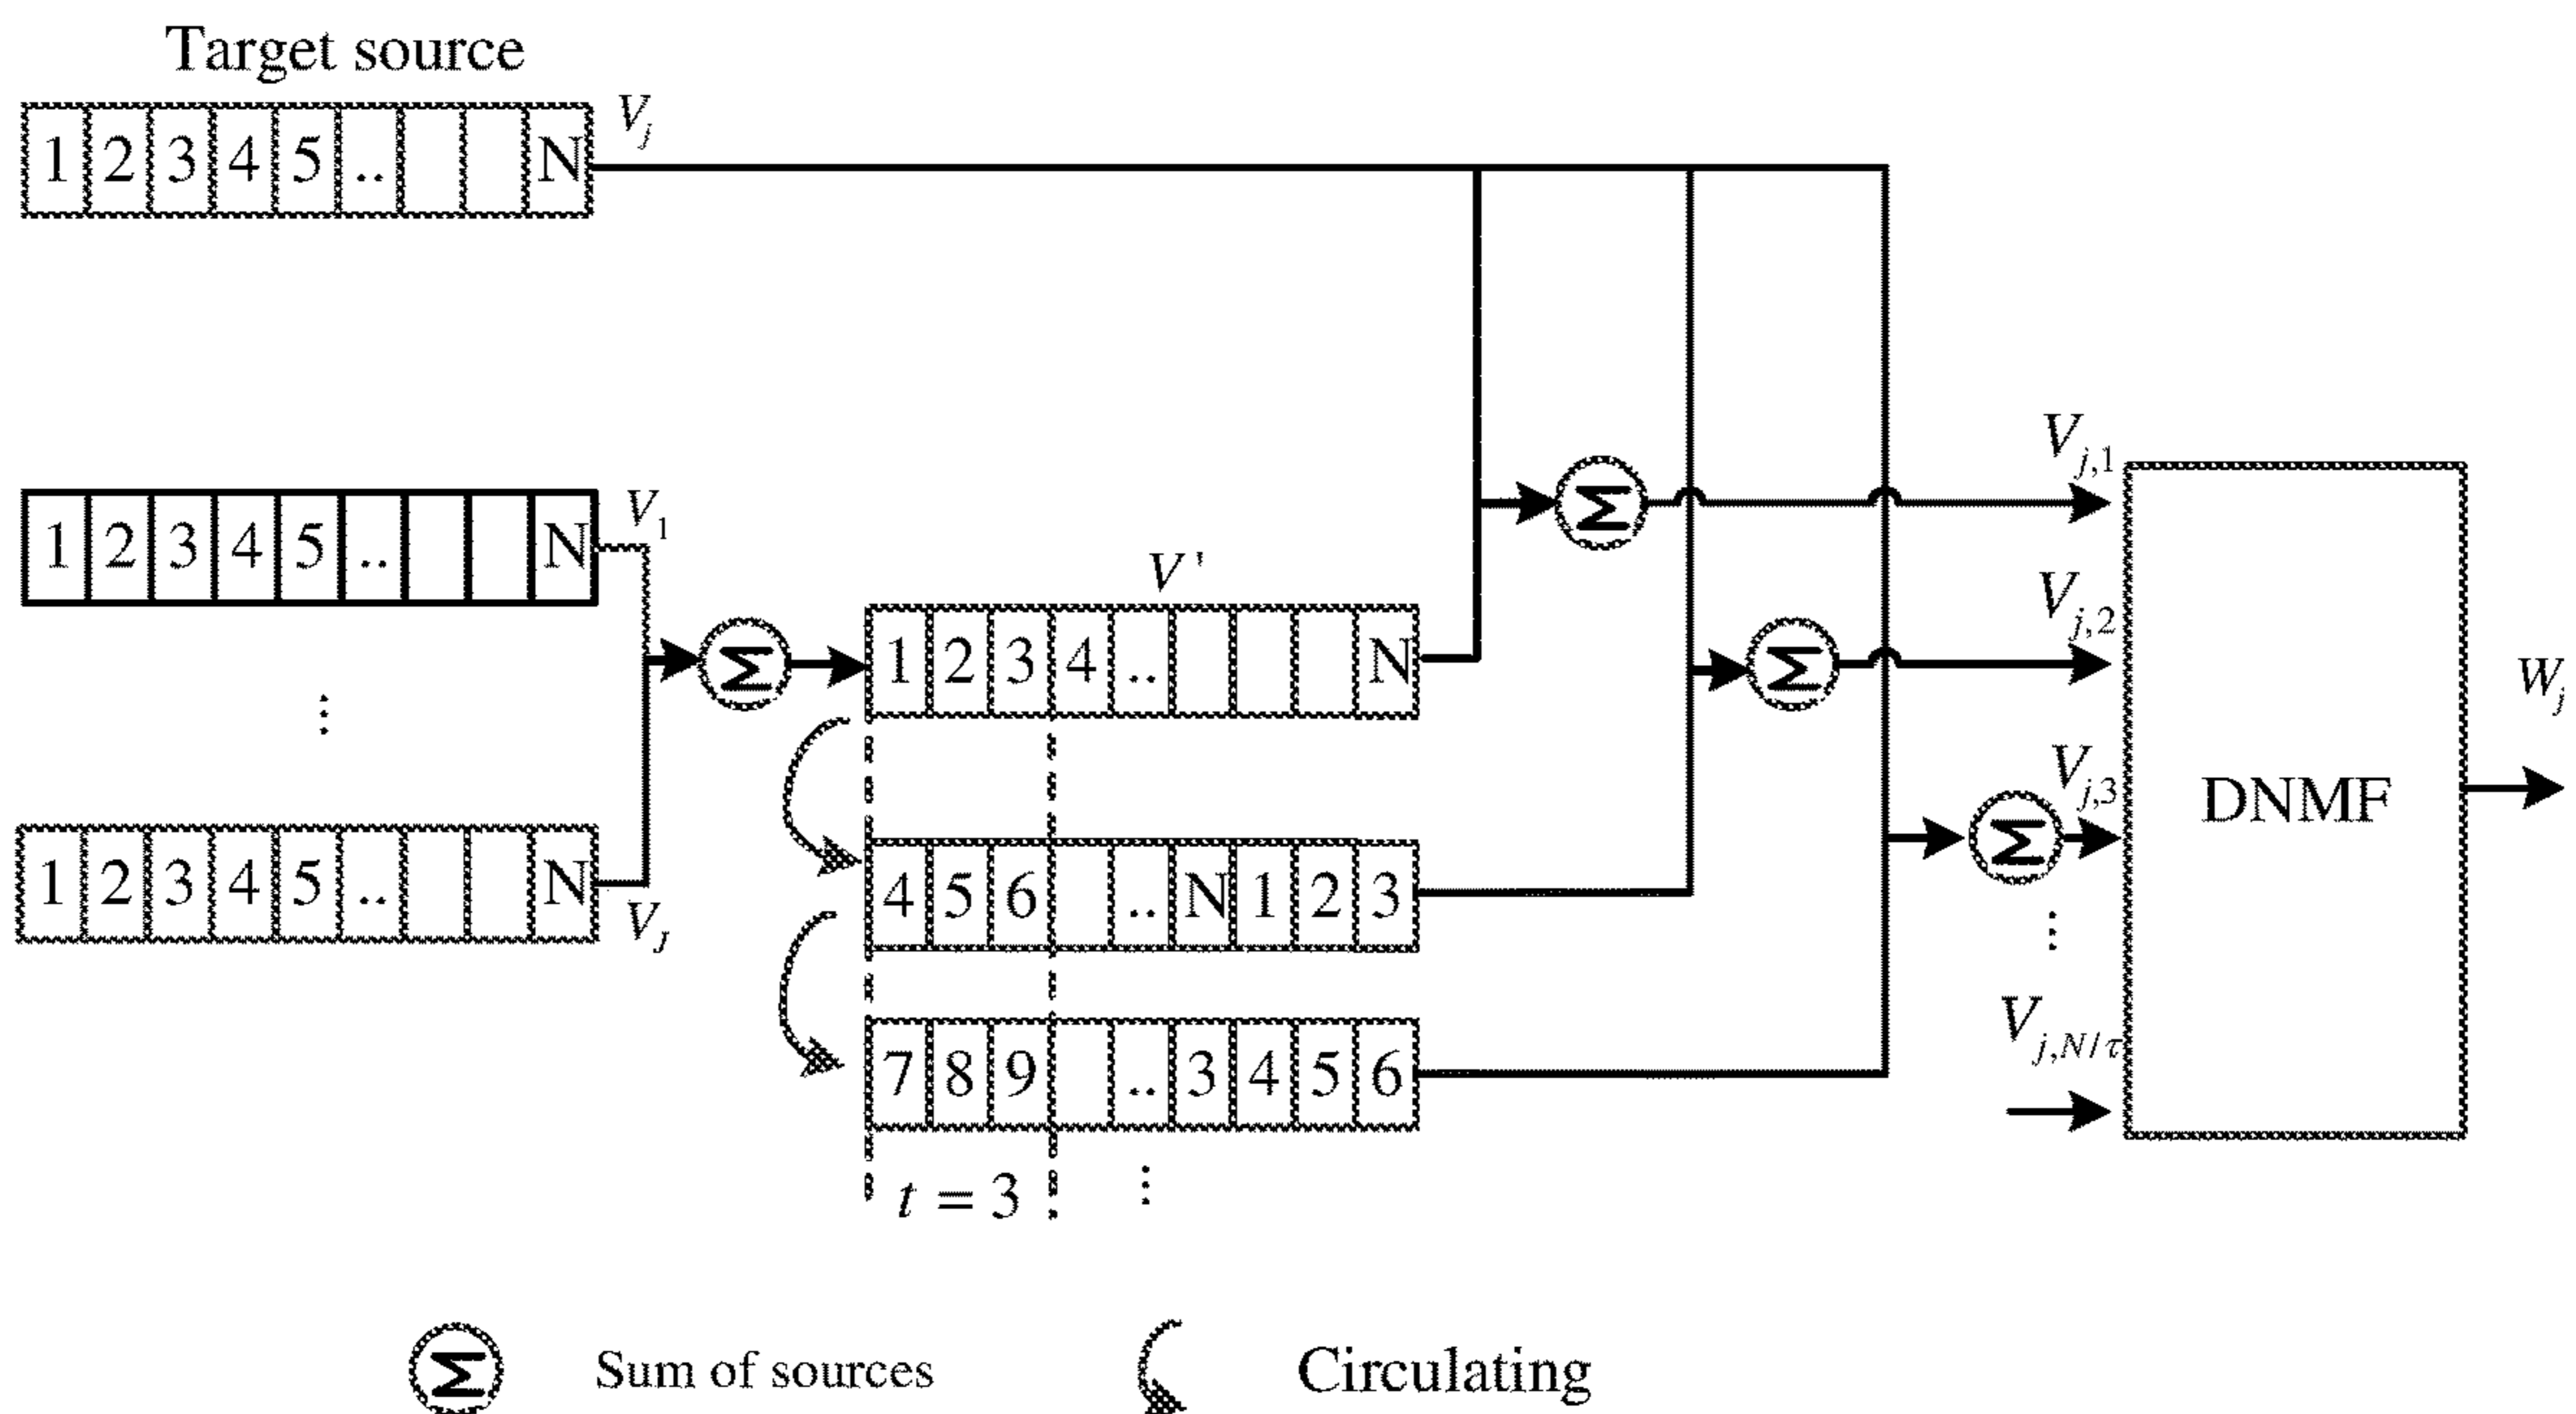 Target source
V_j
1 2 3 4 5 .. N
V_1
1 2 3 4 5 .. N
⋮
1 2 3 4 5 .. N
V_J
Σ
V'
1 2 3 4 .. N
4 5 6 .. N 1 2 3
7 8 9 .. 3 4 5 6
t = 3
⋮
Σ
V_{j,1}
Σ
V_{j,2}
Σ
V_{j,3}
⋮
V_{j,N/τ}
DNMF
W_j
Σ Sum of sources
Circulating